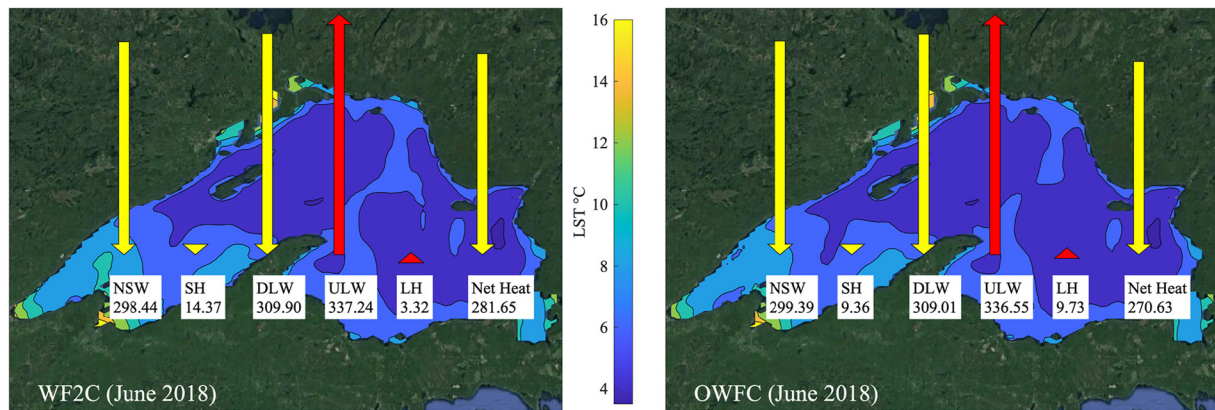 NSW
298.44
SH
14.37
DLW
309.90
ULW
337.24
LH
3.32
Net Heat
281.65
WF2C (June 2018)
16
14
12
10
8
6
4
LST °C
NSW
299.39
SH
9.36
DLW
309.01
ULW
336.55
LH
9.73
Net Heat
270.63
OWFC (June 2018)